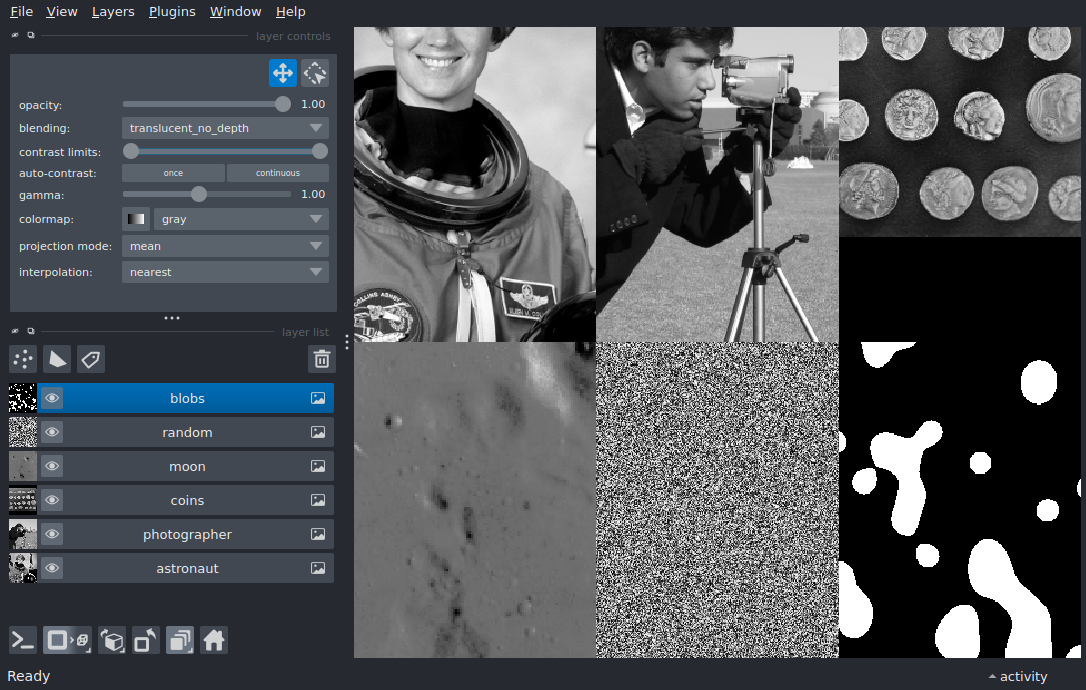 File View Layers Plugins Window Help
layer controls
opacity: 1.00
blending: translucent_no_depth
contrast limits:
auto-contrast: once continuous
gamma: 1.00
colormap: gray
projection mode: mean
interpolation: nearest
layer list
blobs
random
moon
coins
photographer
astronaut
Ready
activity